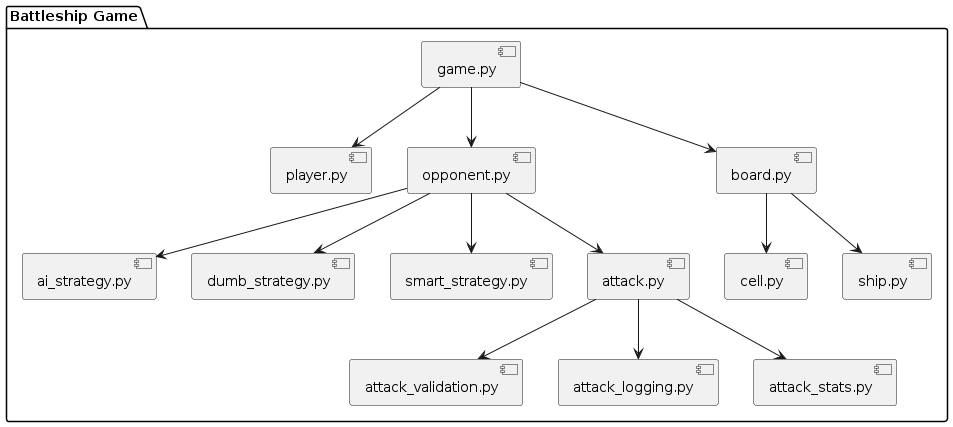 Battleship Game
game.py
player.py
opponent.py
board.py
ai_strategy.py
dumb_strategy.py
smart_strategy.py
attack.py
cell.py
ship.py
attack_validation.py
attack_logging.py
attack_stats.py